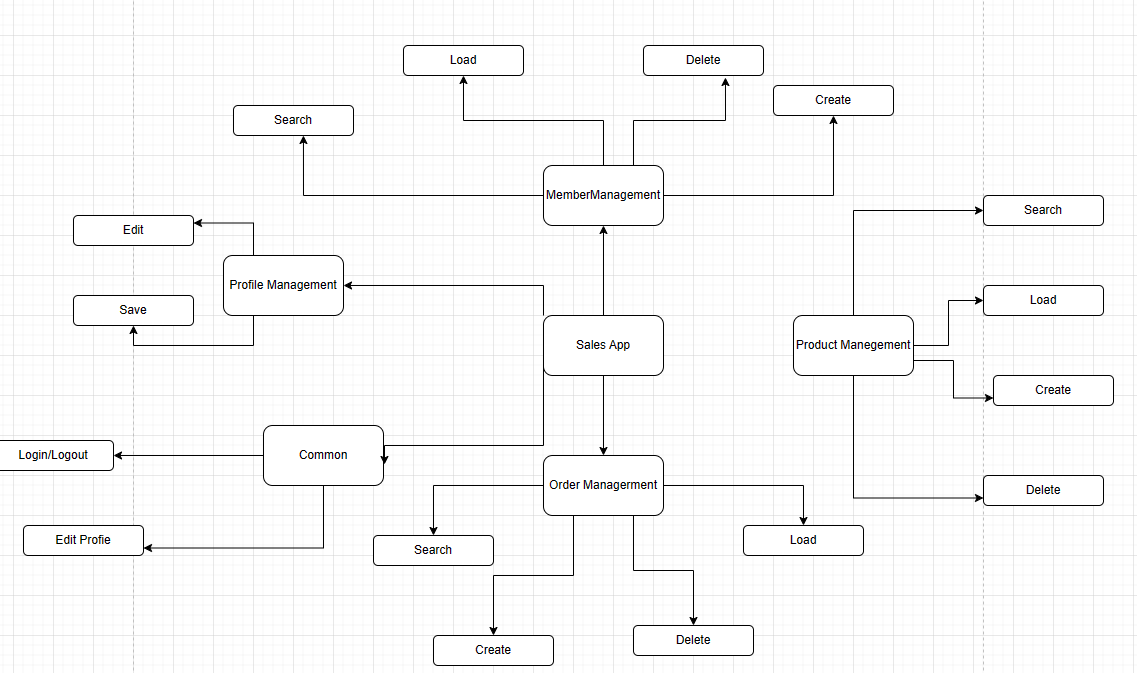 Load
Delete
Create
Search
MemberManagement
Search
Edit
Profile Management
Load
Save
Sales App
Product Manegement
Create
Login/Logout
Common
Order Managerment
Delete
Edit Profie
Search
Load
Create
Delete